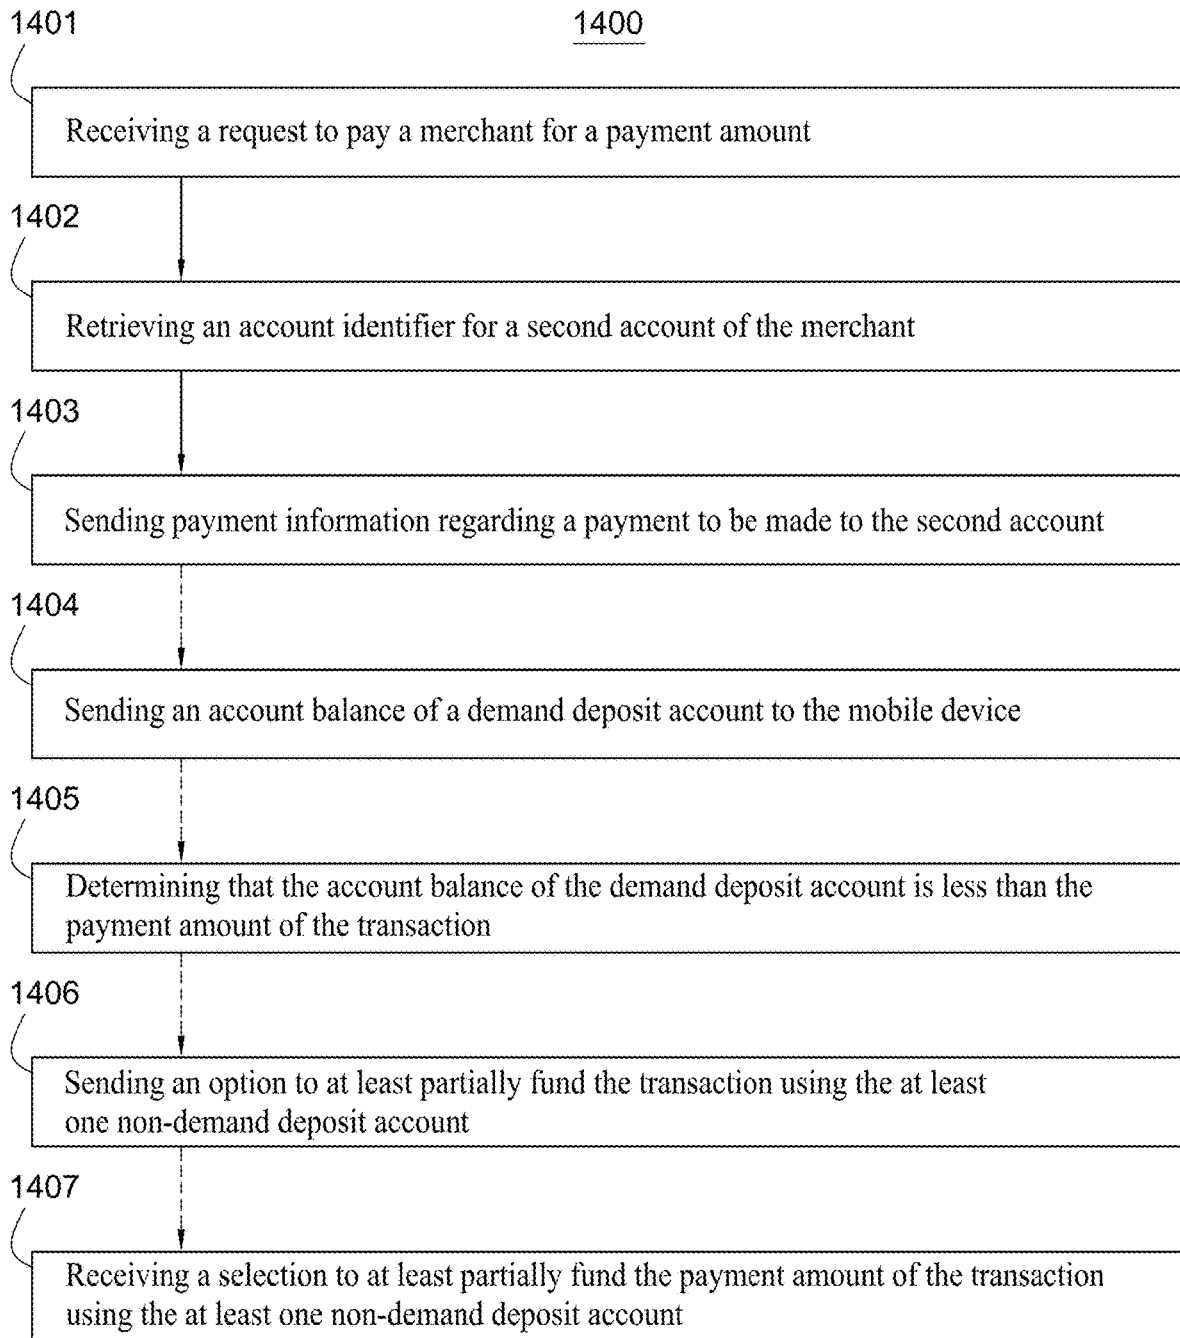 1401
1400
Receiving a request to pay a merchant for a payment amount
1402
Retrieving an account identifier for a second account of the merchant
1403
Sending payment information regarding a payment to be made to the second account
1404
Sending an account balance of a demand deposit account to the mobile device
1405
Determining that the account balance of the demand deposit account is less than the
payment amount of the transaction
1406
Sending an option to at least partially fund the transaction using the at least
one non-demand deposit account
1407
Receiving a selection to at least partially fund the payment amount of the transaction
using the at least one non-demand deposit account